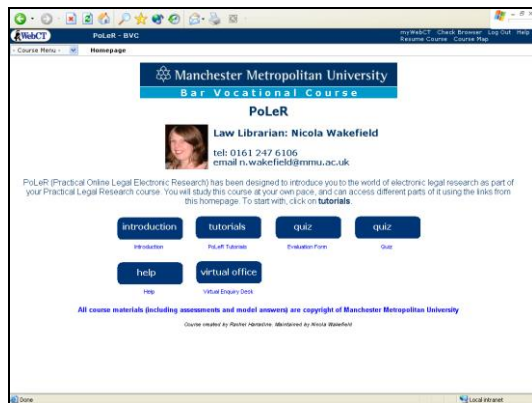 WebCT
PoLeR - BVC
myWebCT Check Browser Log Out Help
Resume Course Course Map
- Course Menu -
Homepage
Manchester Metropolitan University
Bar Vocational Course
PoLeR
Law Librarian: Nicola Wakefield
tel: 0161 247 6106
email n.wakefield@mmu.ac.uk
PoLeR (Practical Online Legal Electronic Research) has been designed to introduce you to the world of electronic legal research as part of
your Practical Legal Research course. You will study this course at your own pace, and can access different parts of it using the links from
this homepage. To start with, click on tutorials.
introduction tutorials quiz quiz
Introduction PoLeR Tutorials Evaluation Form Quiz
help virtual office
Help Virtual Enquiry Desk
All course materials (including assessments and model answers) are copyright of Manchester Metropolitan University
Course created by Rachel Harradine. Maintained by Nicola Wakefield
Done Local intranet